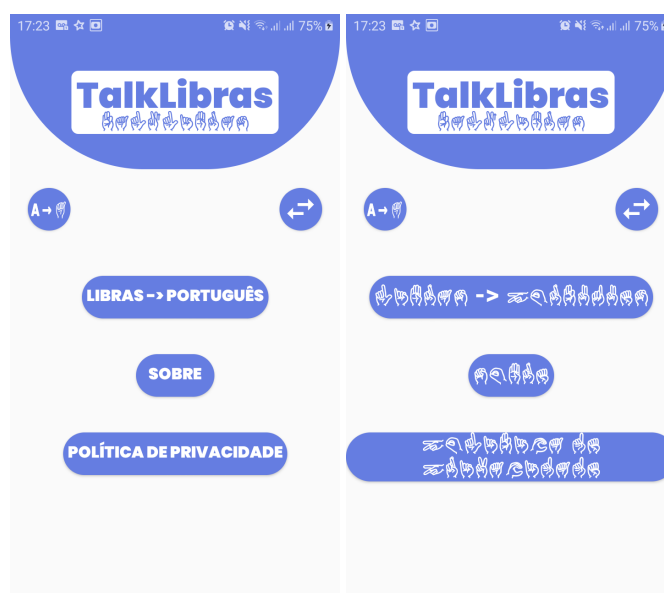 17:23 75%
TalkLibras
A →
LIBRAS -> PORTUGUÊS
SOBRE
POLÍTICA DE PRIVACIDADE
17:23 75%
TalkLibras
A →
->